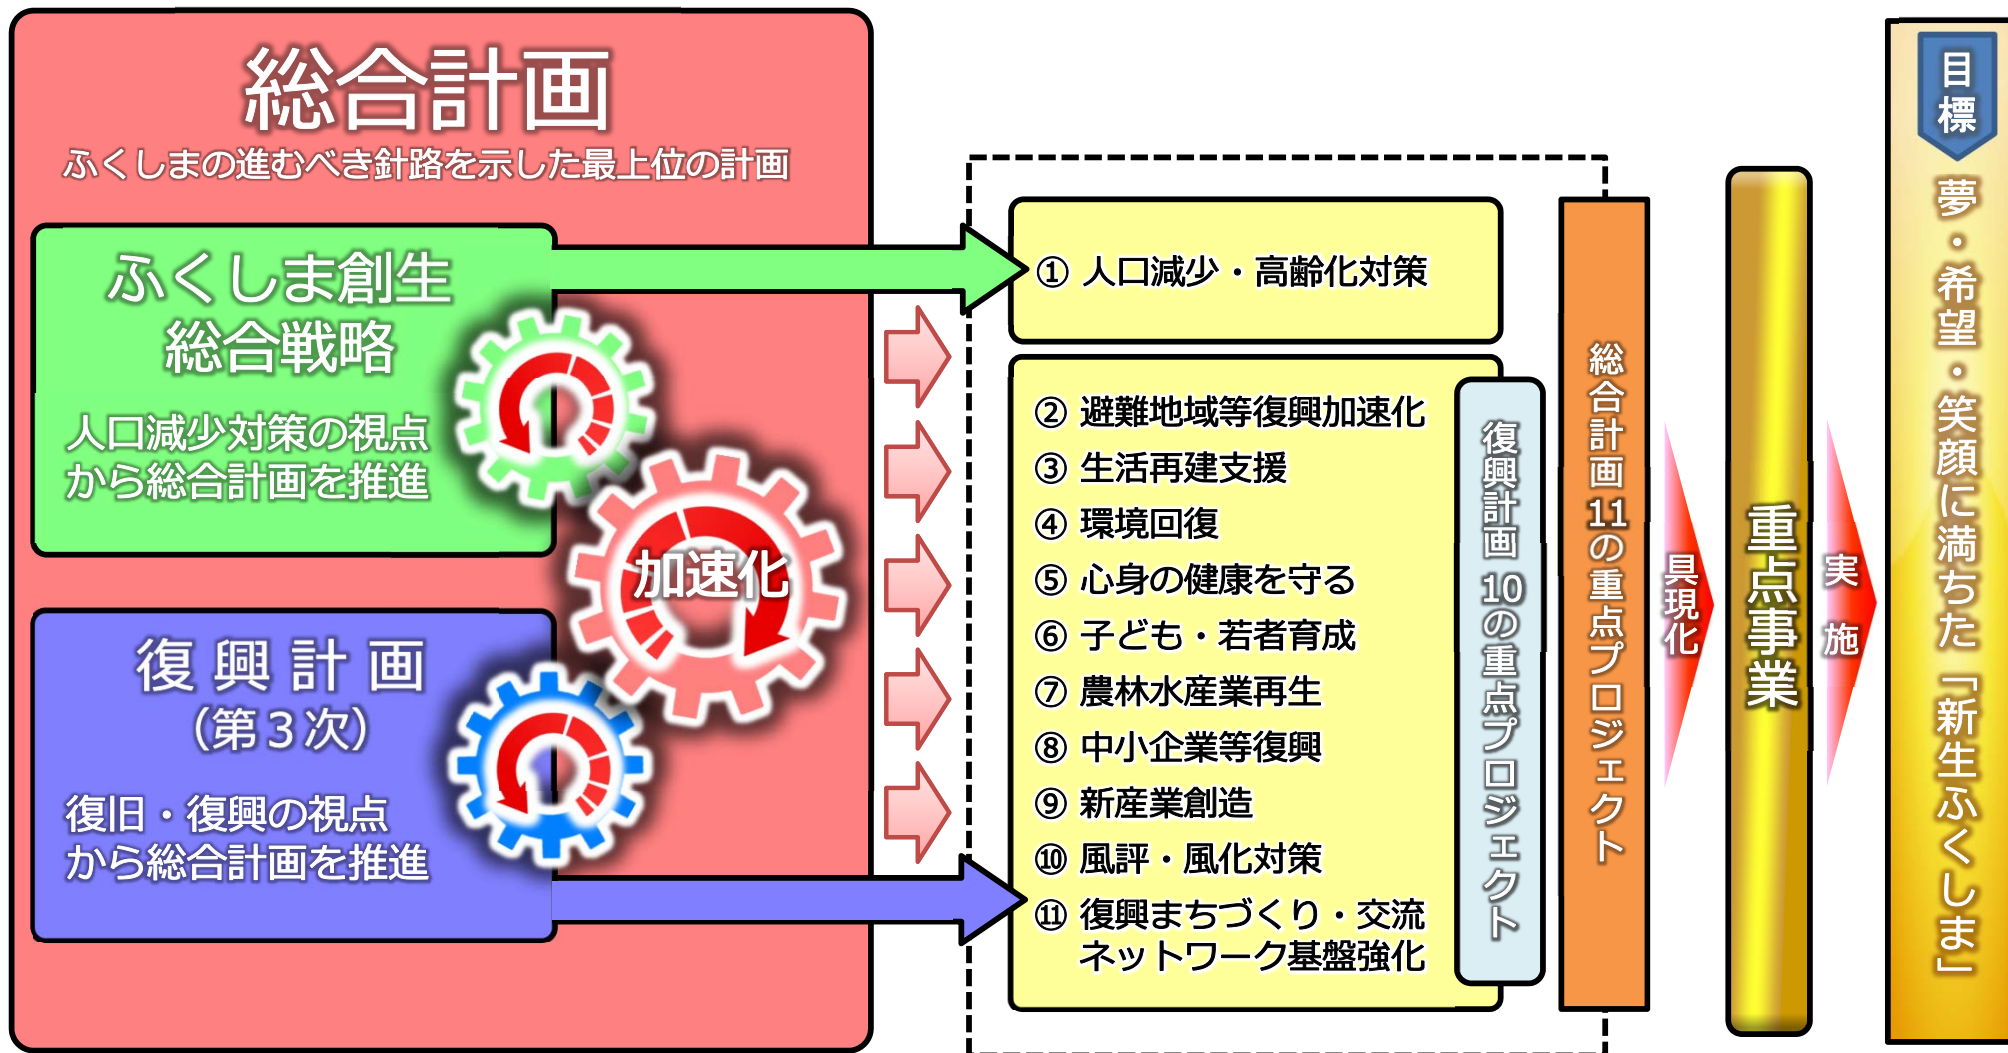 総合計画
ふくしまの進むべき針路を示した最上位の計画
ふくしま創生
総合戦略
人口減少対策の視点
から総合計画を推進
加速化
復興計画
（第３次）
復旧・復興の視点
から総合計画を推進
① 人口減少・高齢化対策
② 避難地域等復興加速化
③ 生活再建支援
④ 環境回復
⑤ 心身の健康を守る
⑥ 子ども・若者育成
⑦ 農林水産業再生
⑧ 中小企業等復興
⑨ 新産業創造
⑩ 風評・風化対策
⑪ 復興まちづくり・交流
ネットワーク基盤強化
復興計画 10の重点プロジェクト
総合計画 11の重点プロジェクト
具現化
重点事業
実施
目標
夢・希望・笑顔に満ちた「新生ふくしま」